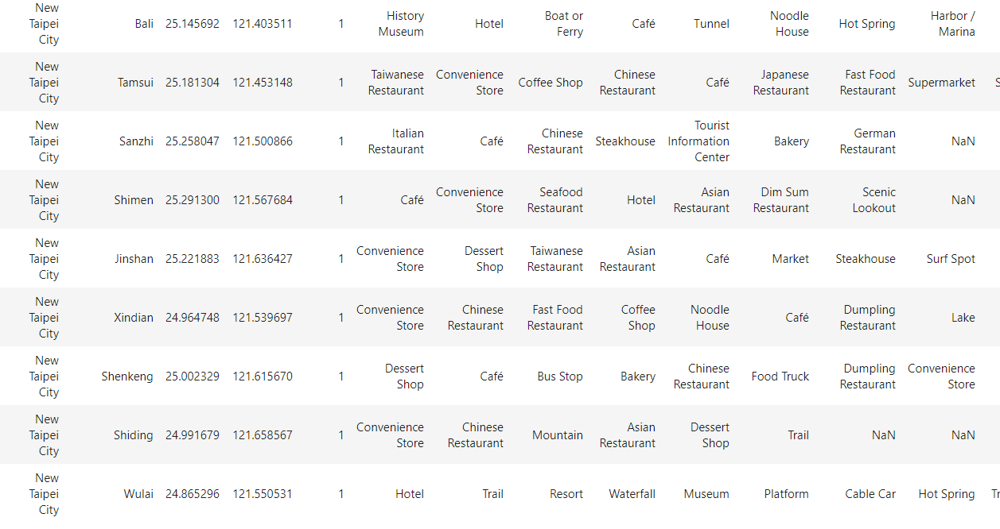 New Taipei City Bali 25.145692 121.403511 1 History Museum Hotel Boat or Ferry Café Tunnel Noodle House Hot Spring Harbor / Marina
New Taipei City Tamsui 25.181304 121.453148 1 Taiwanese Restaurant Convenience Store Coffee Shop Chinese Restaurant Café Japanese Restaurant Fast Food Restaurant Supermarket
New Taipei City Sanzhi 25.258047 121.500866 1 Italian Restaurant Café Chinese Restaurant Steakhouse Tourist Information Center Bakery German Restaurant NaN
New Taipei City Shimen 25.291300 121.567684 1 Café Convenience Store Seafood Restaurant Hotel Asian Restaurant Dim Sum Restaurant Scenic Lookout NaN
New Taipei City Jinshan 25.221883 121.636427 1 Convenience Store Dessert Shop Taiwanese Restaurant Asian Restaurant Café Market Steakhouse Surf Spot
New Taipei City Xindian 24.964748 121.539697 1 Convenience Store Chinese Restaurant Fast Food Restaurant Coffee Shop Noodle House Café Dumpling Restaurant Lake
New Taipei City Shenkeng 25.002329 121.615670 1 Dessert Shop Café Bus Stop Bakery Chinese Restaurant Food Truck Dumpling Restaurant Convenience Store
New Taipei City Shiding 24.991679 121.658567 1 Convenience Store Chinese Restaurant Mountain Asian Restaurant Dessert Shop Trail NaN NaN
New Taipei City Wulai 24.865296 121.550531 1 Hotel Trail Resort Waterfall Museum Platform Cable Car Hot Spring